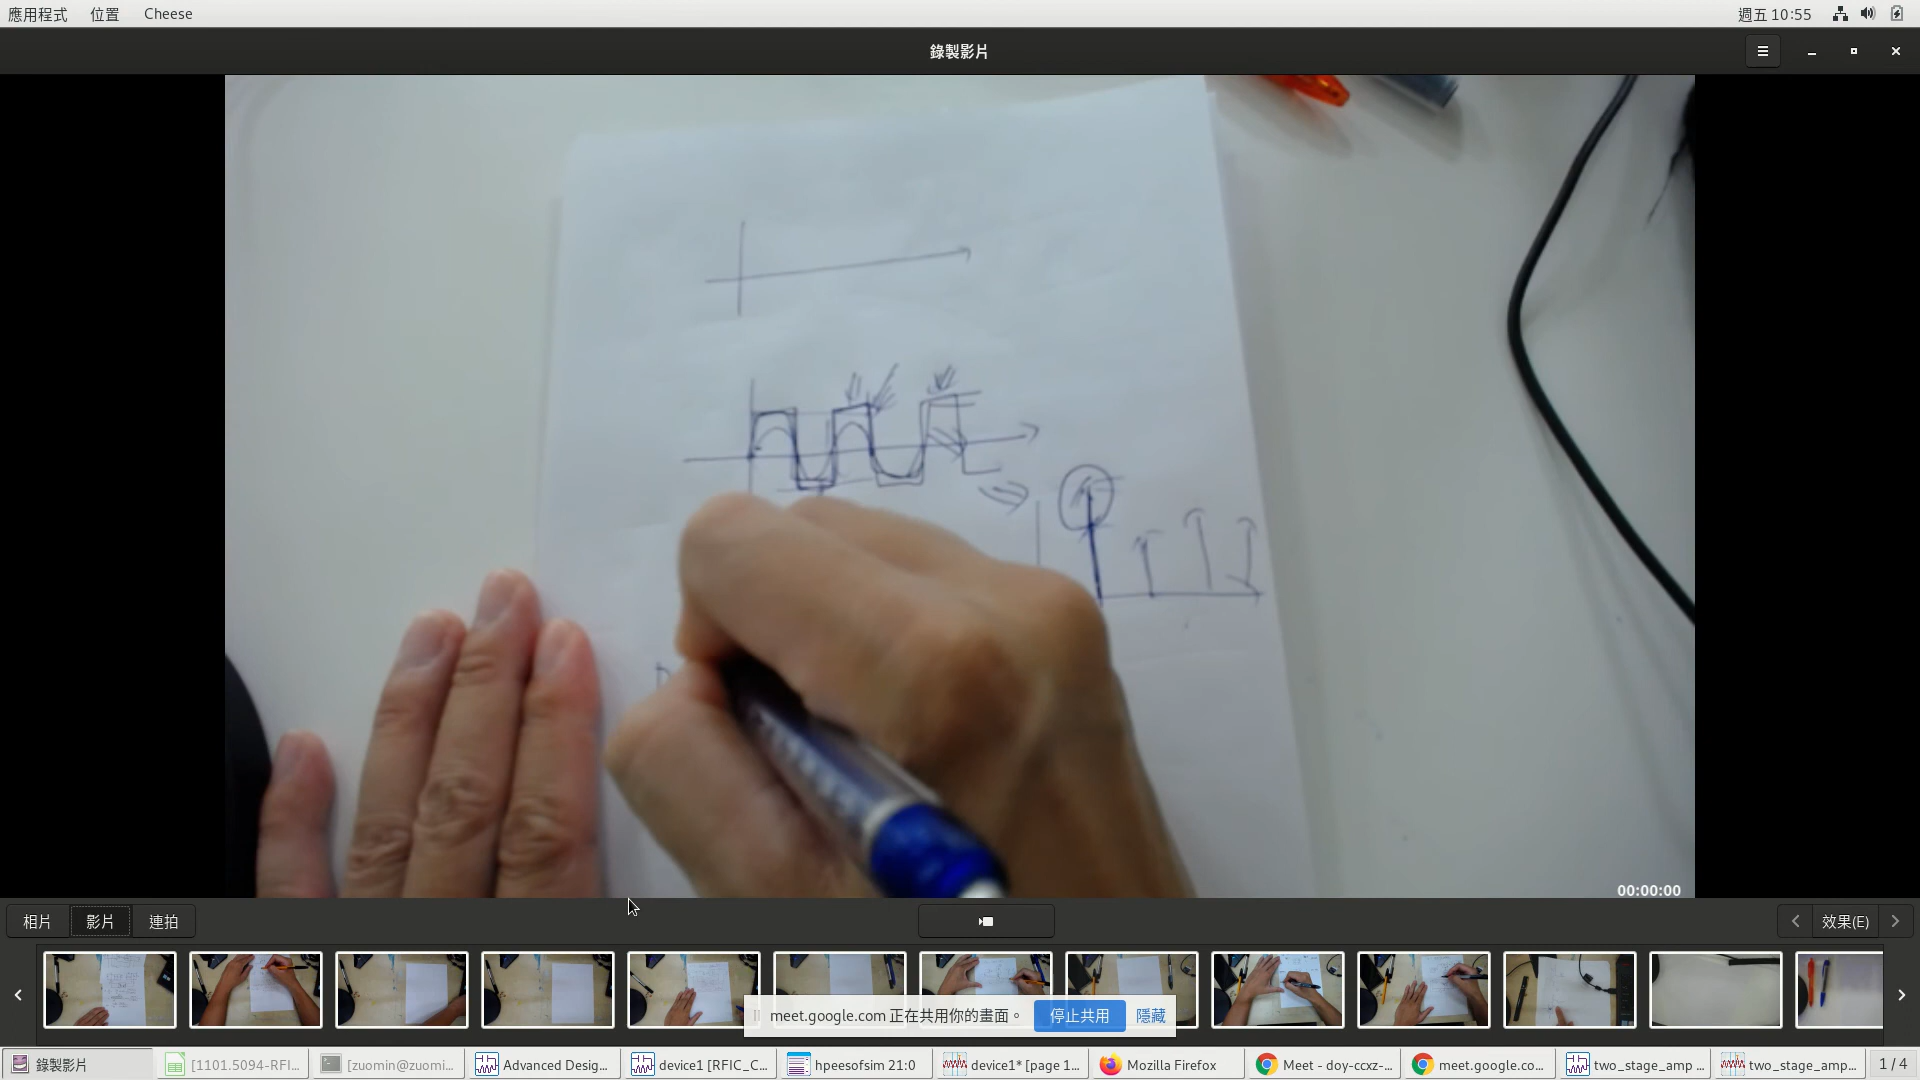 應用程式 位置 Cheese
週五 10:55
錄製影片
00:00:00
相片 影片 連拍
效果(E)
meet.google.com 正在共用你的畫面。 停止共用 隱藏
錄製影片
[1101.5094-RFI...
[zuomin@zuomi...
Advanced Desig...
device1 [RFIC_C...
hpeesofsim 21:0
device1* [page 1...
Mozilla Firefox
Meet - doy-ccxz-...
meet.google.co...
two_stage_amp ...
two_stage_amp...
1 / 4